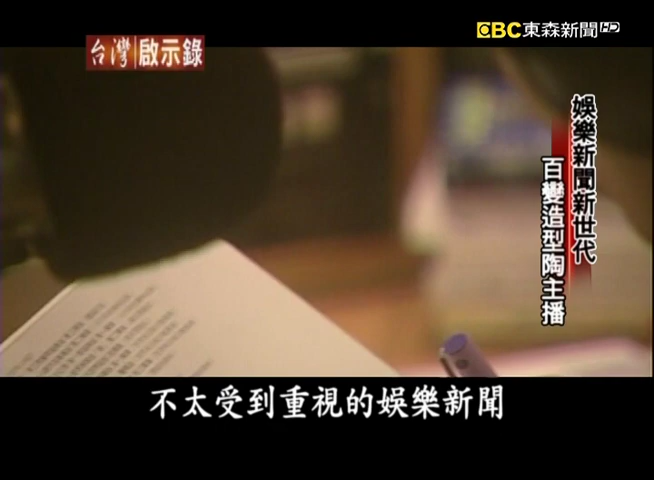 EBC東森新聞HD
台灣啟示錄
娛樂新聞新世代
百變造型陶主播
不太受到重視的娛樂新聞